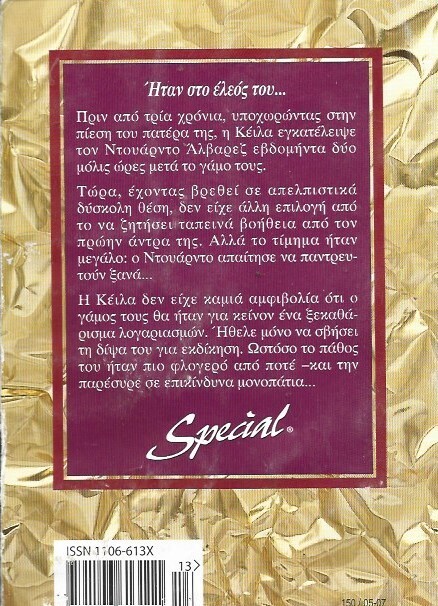 Ήταν στο έλεός του...
Πριν από τρία χρόνια, υποχωρώντας στην
πίεση του πατέρα της, η Κέιλα εγκατέλειψε
τον Ντουάρντο Άλβαρεζ εβδομήντα δύο
μόλις ώρες μετά το γάμο τους.
Τώρα, έχοντας βρεθεί σε απελπιστικά
δύσκολη θέση, δεν είχε άλλη επιλογή από
το να ζητήσει ταπεινά βοήθεια από τον
πρώην άντρα της. Αλλά το τίμημα ήταν
μεγάλο: ο Ντουάρντο απαίτησε να παντρευ-
τούν ξανά...
Η Κέιλα δεν είχε καμιά αμφιβολία ότι ο
γάμος τους θα ήταν για κείνον ένα ξεκαθά-
ρισμα λογαριασμών. Ήθελε μόνο να σβήσει
τη δίψα του για εκδίκηση. Ωστόσο το πάθος
του ήταν πιο φλογερό από ποτέ –και την
παρέσυρε σε επικίνδυνα μονοπάτια...
Special®
ISSN 1106-613X
13>
150 / 05-07